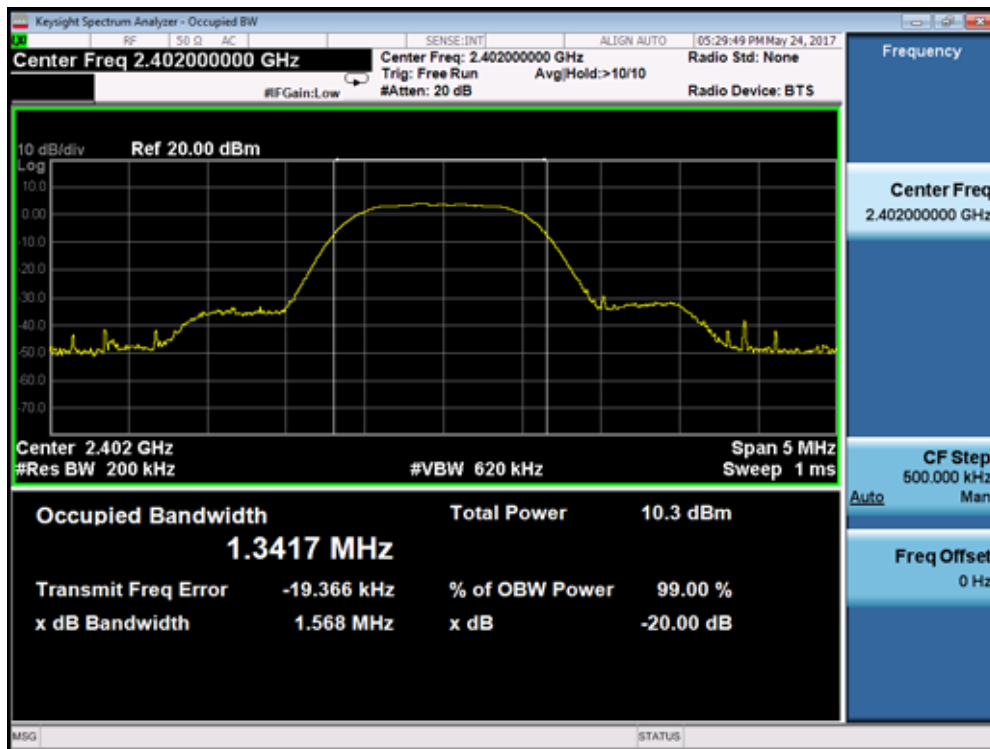 Keysight Spectrum Analyzer - Occupied BW
RF 50 Ω AC SENSE:INT ALIGN AUTO 05:29:49 PM May 24, 2017
Center Freq 2.402000000 GHz
Center Freq: 2.402000000 GHz Radio Std: None
Trig: Free Run Avg|Hold:>10/10
#IFGain:Low #Atten: 20 dB Radio Device: BTS
10 dB/div Ref 20.00 dBm
Log
10.0
0.00
-10.0
-20.0
-30.0
-40.0
-50.0
-60.0
-70.0
Center 2.402 GHz Span 5 MHz
#Res BW 200 kHz #VBW 620 kHz Sweep 1 ms
Occupied Bandwidth Total Power 10.3 dBm
1.3417 MHz
Transmit Freq Error -19.366 kHz % of OBW Power 99.00 %
x dB Bandwidth 1.568 MHz x dB -20.00 dB
Frequency
Center Freq
2.402000000 GHz
CF Step
500.000 kHz
Auto Man
Freq Offset
0 Hz
MSG STATUS